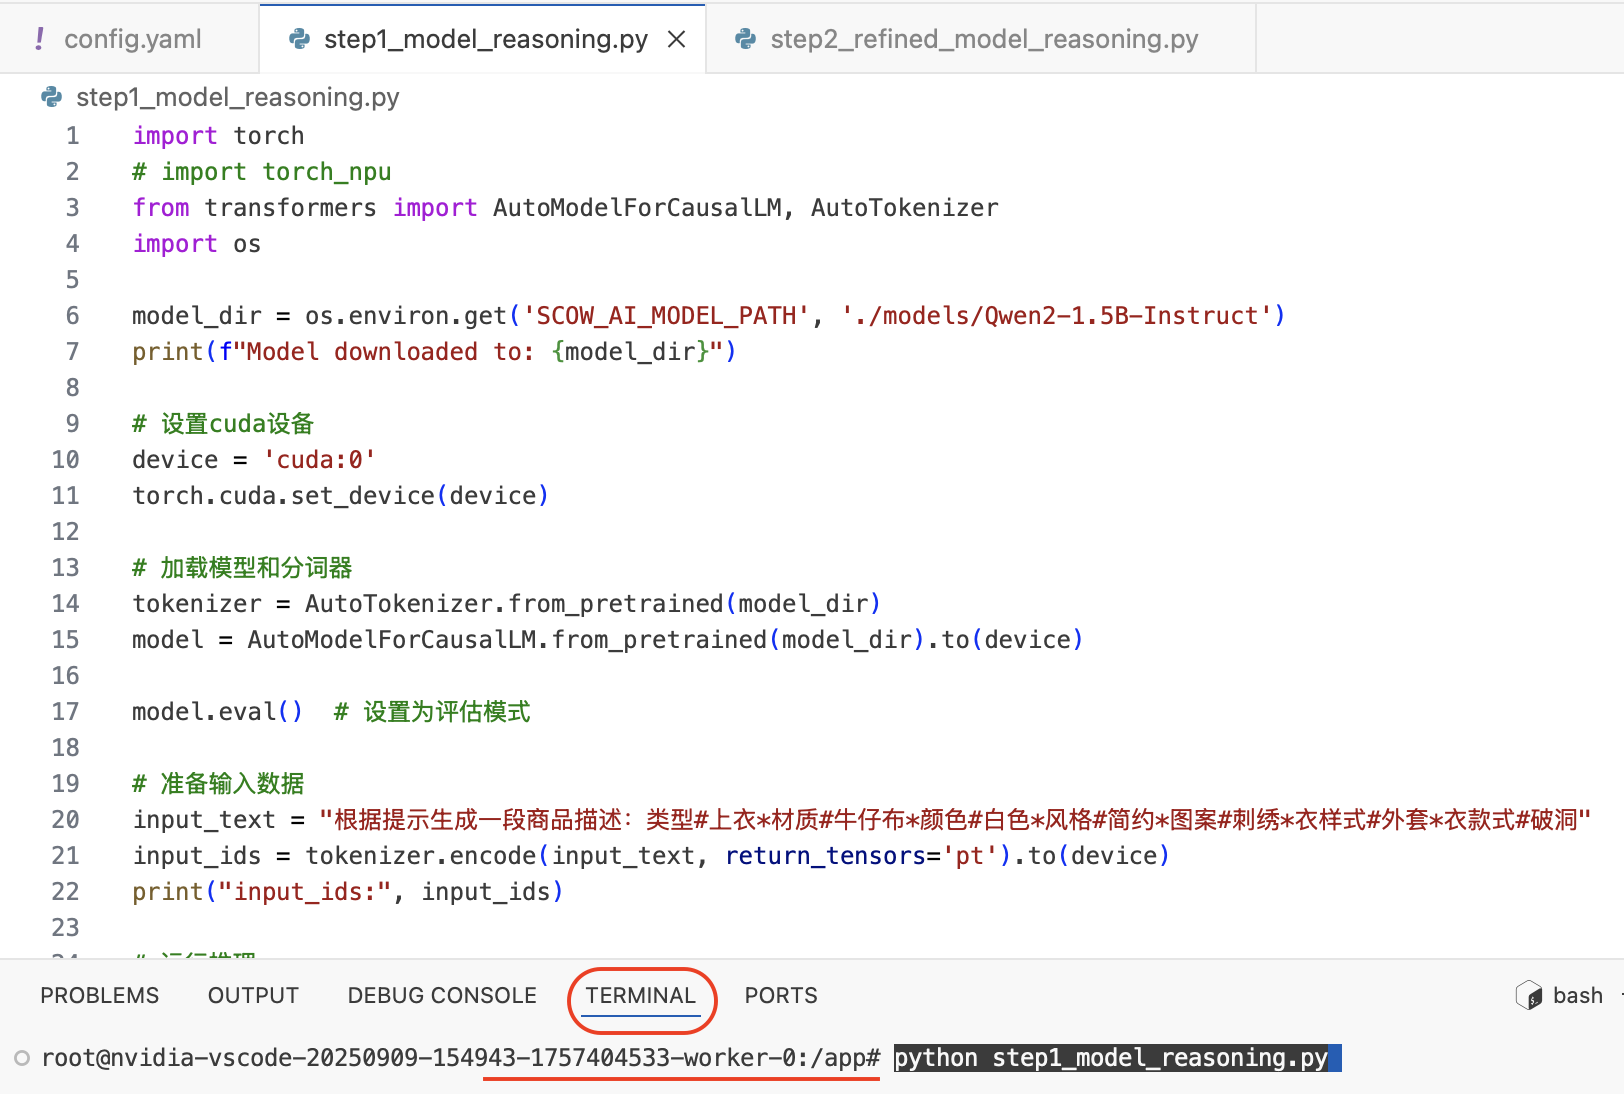 ! config.yaml step1_model_reasoning.py × step2_refined_model_reasoning.py
step1_model_reasoning.py
1 import torch
2 # import torch_npu
3 from transformers import AutoModelForCausalLM, AutoTokenizer
4 import os
5
6 model_dir = os.environ.get('SCOW_AI_MODEL_PATH', './models/Qwen2-1.5B-Instruct')
7 print(f"Model downloaded to: {model_dir}")
8
9 # 设置cuda设备
10 device = 'cuda:0'
11 torch.cuda.set_device(device)
12
13 # 加载模型和分词器
14 tokenizer = AutoTokenizer.from_pretrained(model_dir)
15 model = AutoModelForCausalLM.from_pretrained(model_dir).to(device)
16
17 model.eval()  # 设置为评估模式
18
19 # 准备输入数据
20 input_text = "根据提示生成一段商品描述：类型#上衣*材质#牛仔布*颜色#白色*风格#简约*图案#刺绣*衣样式#外套*衣款式#破洞"
21 input_ids = tokenizer.encode(input_text, return_tensors='pt').to(device)
22 print("input_ids:", input_ids)
23
24 # 运行推理
PROBLEMS OUTPUT DEBUG CONSOLE TERMINAL PORTS bash
root@nvidia-vscode-20250909-154943-1757404533-worker-0:/app# python step1_model_reasoning.py